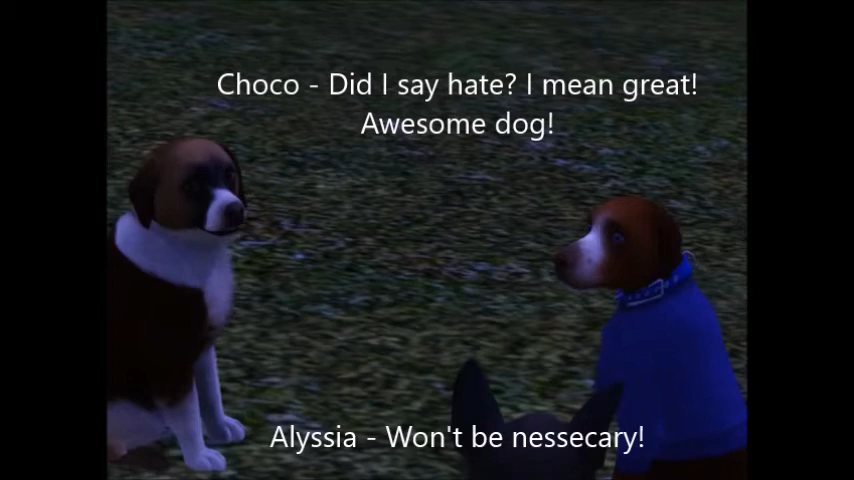 Choco - Did I say hate? I mean great!
Awesome dog!
Alyssia - Won't be nessecary!